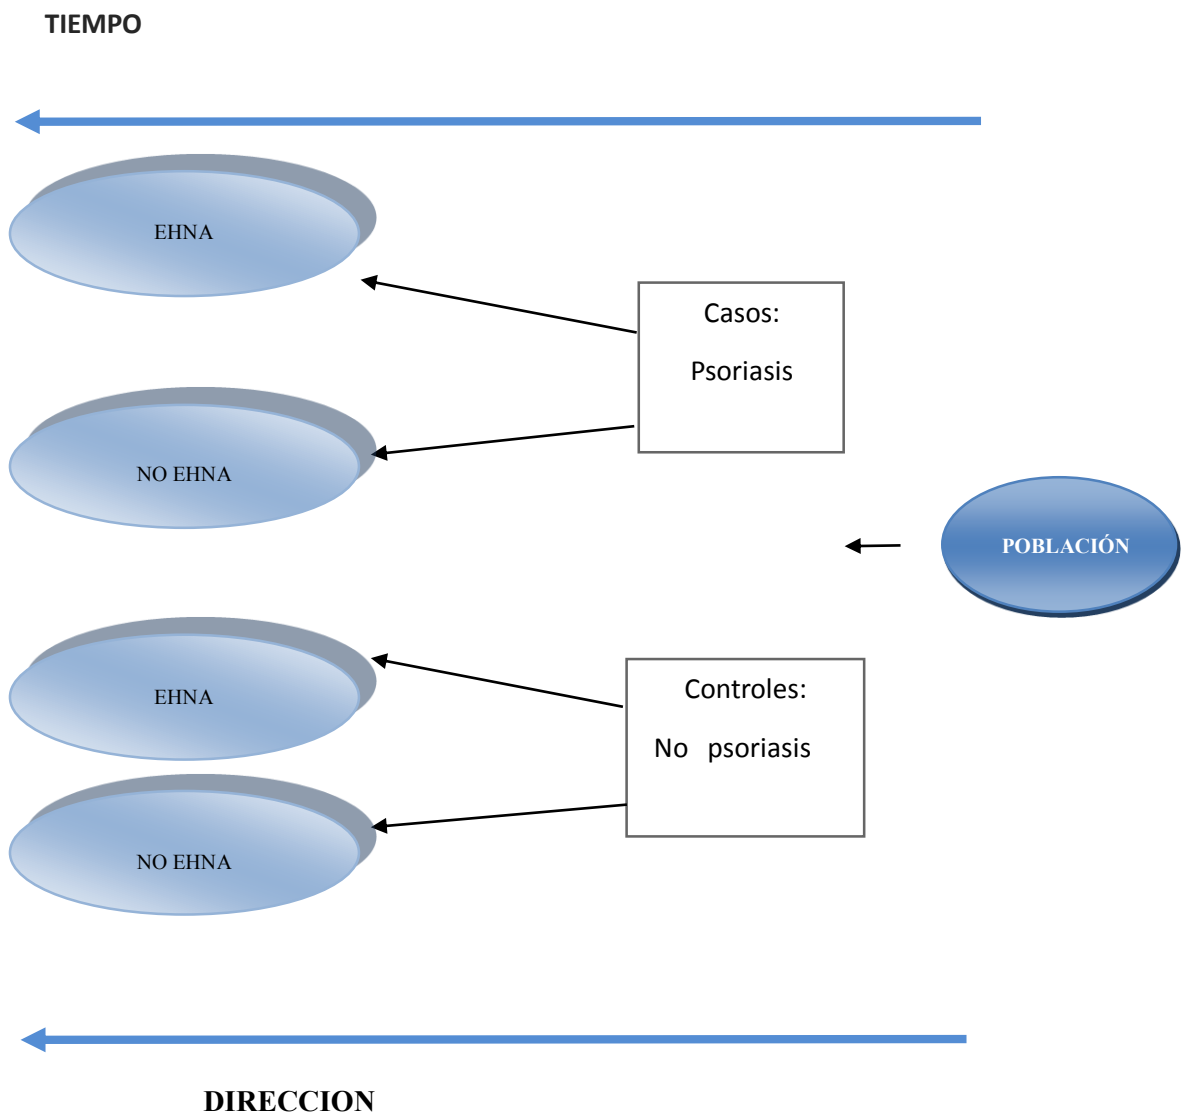 TIEMPO
EHNA
Casos:
Psoriasis
NO EHNA
POBLACIÓN
EHNA
Controles:
No psoriasis
NO EHNA
DIRECCION